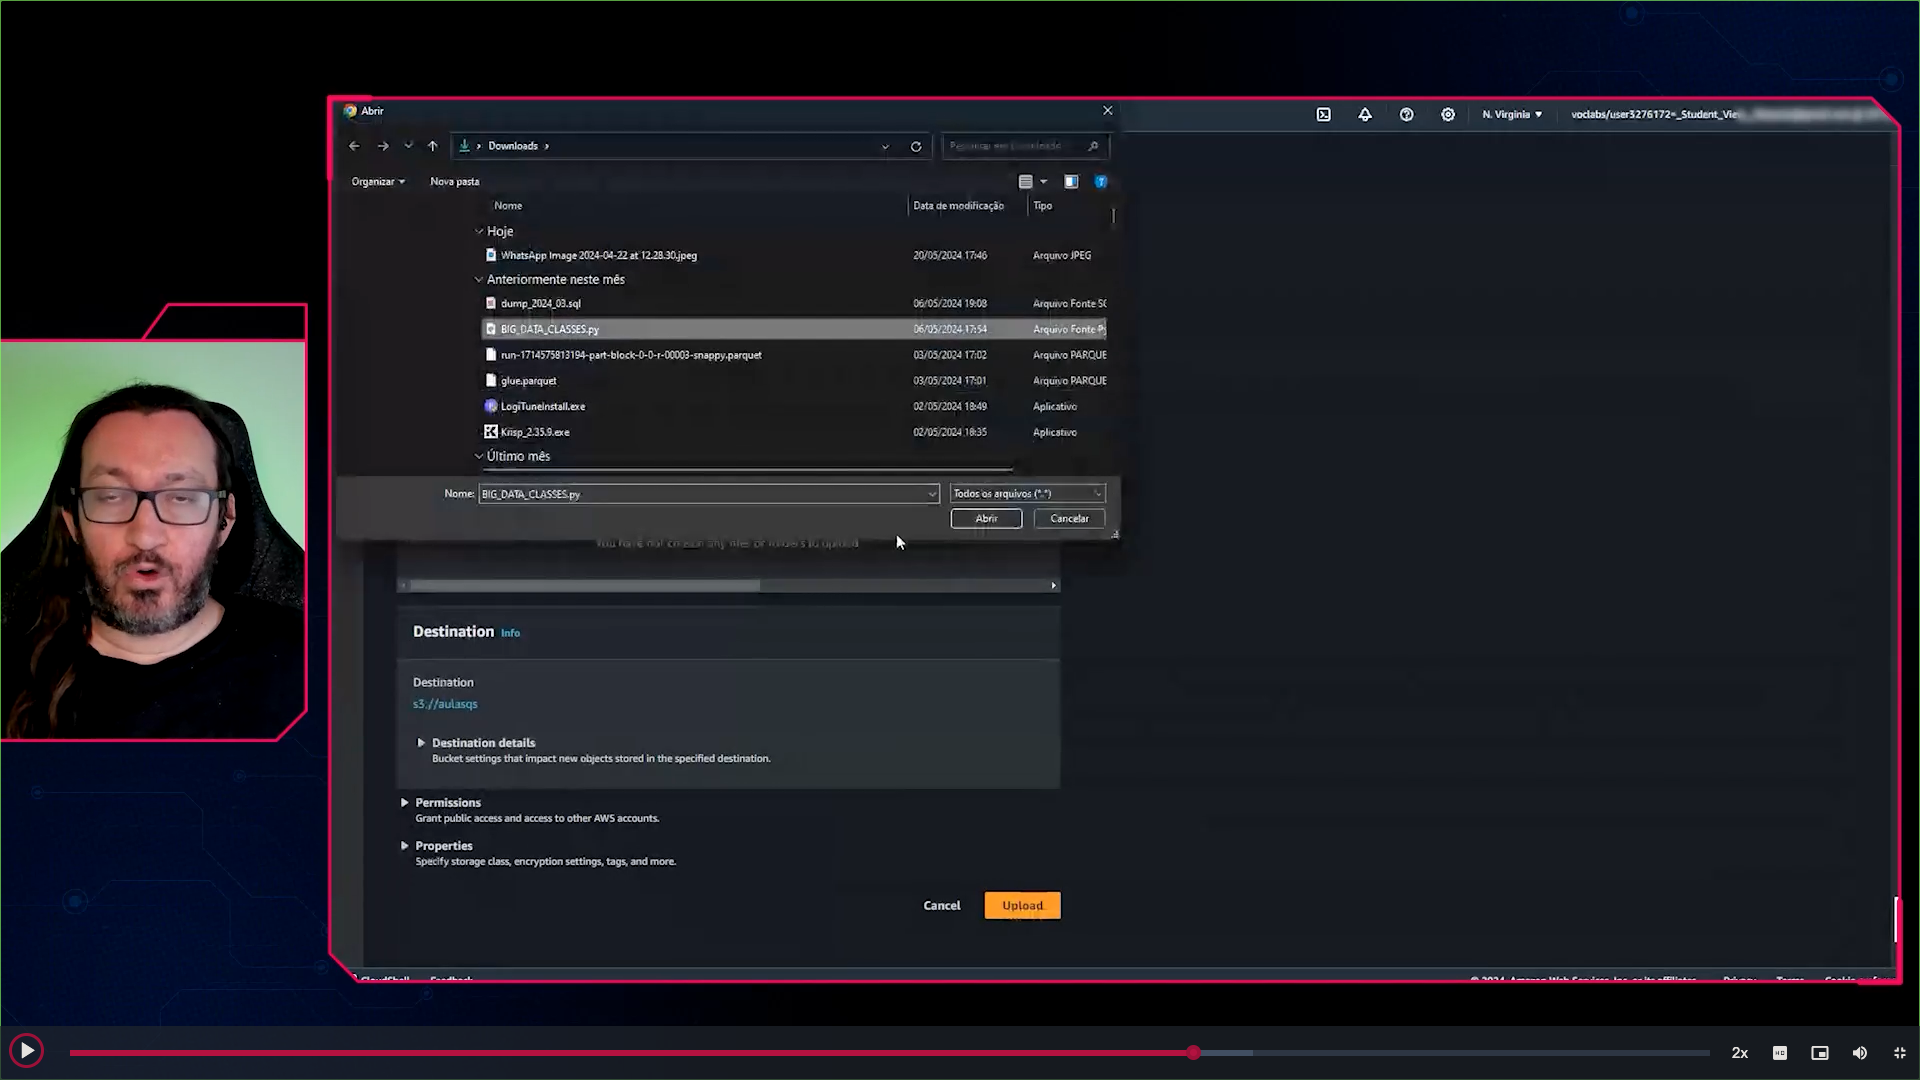 Abrir
N. Virginia
voclabs/user3276172=_Student_Vie
Downloads
Organizar
Nova pasta
Nome
Data de modificação
Tipo
Hoje
WhatsApp Image 2024-04-22 at 12.28.30.jpeg 20/05/2024 17:46 Arquivo JPEG
Anteriormente neste mês
dump_2024_03.sql 06/05/2024 19:08 Arquivo Fonte SC
BIG_DATA_CLASSES.py 06/05/2024 17:54 Arquivo Fonte P
run-1714575813194-part-block-0-0-r-00003-snappy.parquet 03/05/2024 17:02 Arquivo PARQUE
glue.parquet 03/05/2024 17:01 Arquivo PARQUE
LogiTuneInstall.exe 02/05/2024 18:49 Aplicativo
Krisp_2.35.9.exe 02/05/2024 18:35 Aplicativo
Último mês
Nome: BIG_DATA_CLASSES.py Todos os arquivos (*.*)
Abrir Cancelar
You have not chosen any files or folders to upload.
Destination Info
Destination
s3://aulasqs
Destination details
Bucket settings that impact new objects stored in the specified destination.
Permissions
Grant public access and access to other AWS accounts.
Properties
Specify storage class, encryption settings, tags, and more.
Cancel Upload
CloudShell Feedback © 2024, Amazon Web Services, Inc. or its affiliates. Privacy Terms
2x
HD